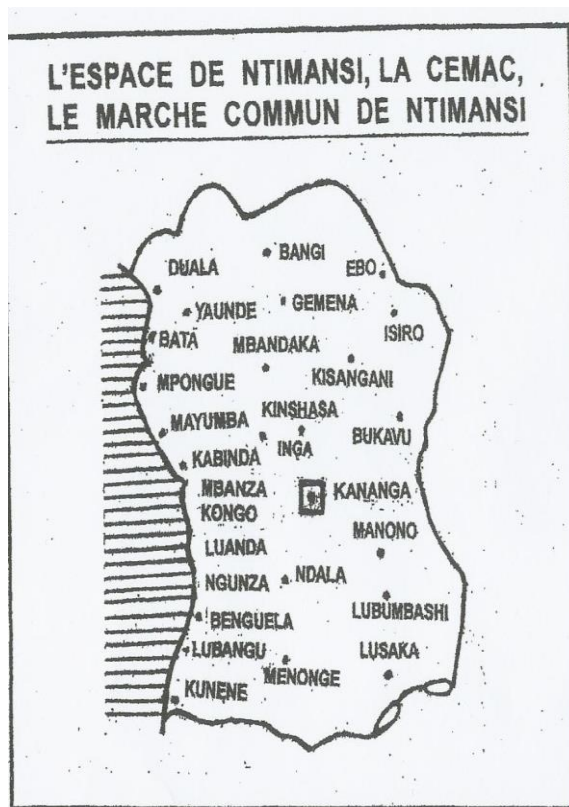 L'ESPACE DE NTIMANSI, LA CEMAC,
LE MARCHE COMMUN DE NTIMANSI
BANGI
DUALA
EBO
YAUNDE
GEMENA
ISIRO
BATA
MBANDAKA
KISANGANI
MPONGUE
KINSHASA
MAYUMBA
BUKAVU
INGA
KABINDA
MBANZA
KONGO
KANANGA
MANONO
LUANDA
NDALA
NGUNZA
LUBUMBASHI
BENGUELA
LUBANGU
LUSAKA
MENONGE
KUNENE